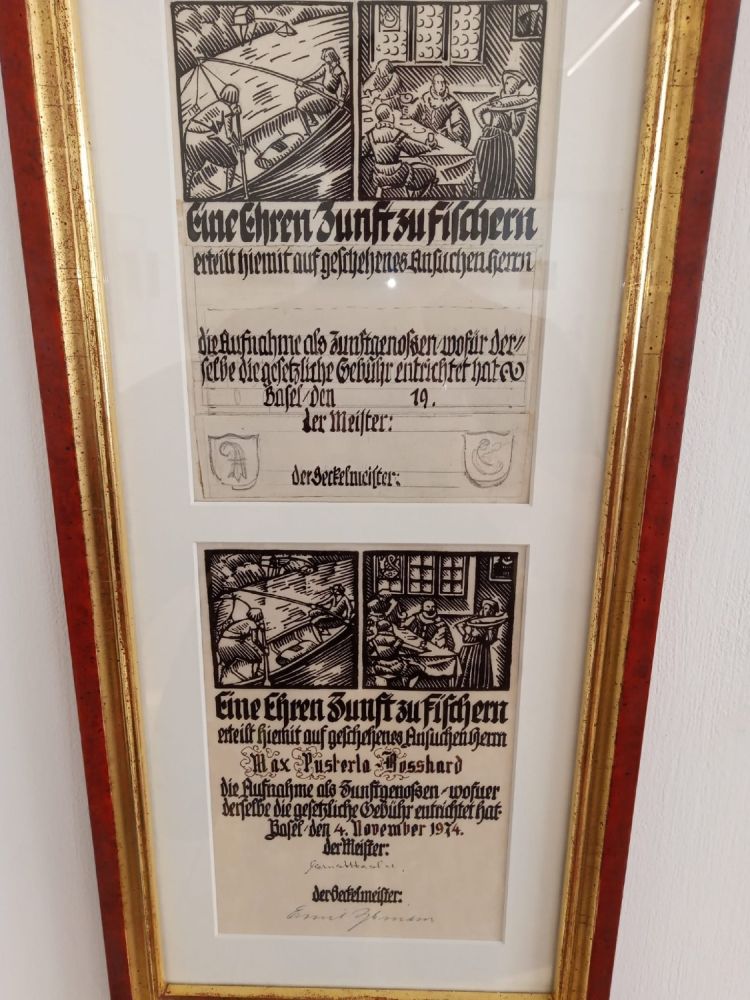 Eine Ehren Zunft zu Fischern
erteilt hiemit auf geschehenes Ansuchen Herrn
die Aufnahme als Zunftgenoßen, wofür der=
selbe die gesetzliche Gebühr entrichtet hat
Basel, den 19.
der Meister:
der Seckelmeister:
Eine Ehren Zunft zu Fischern
erteilt hiemit auf geschehenes Ansuchen Herrn
Max Pusterla-Bosshard
die Aufnahme als Zunftgenoßen, wofuer
derselbe die gesetzliche Gebühr entrichtet hat.
Basel, den 4. November 1974.
der Meister:
der Seckelmeister:
Ernst